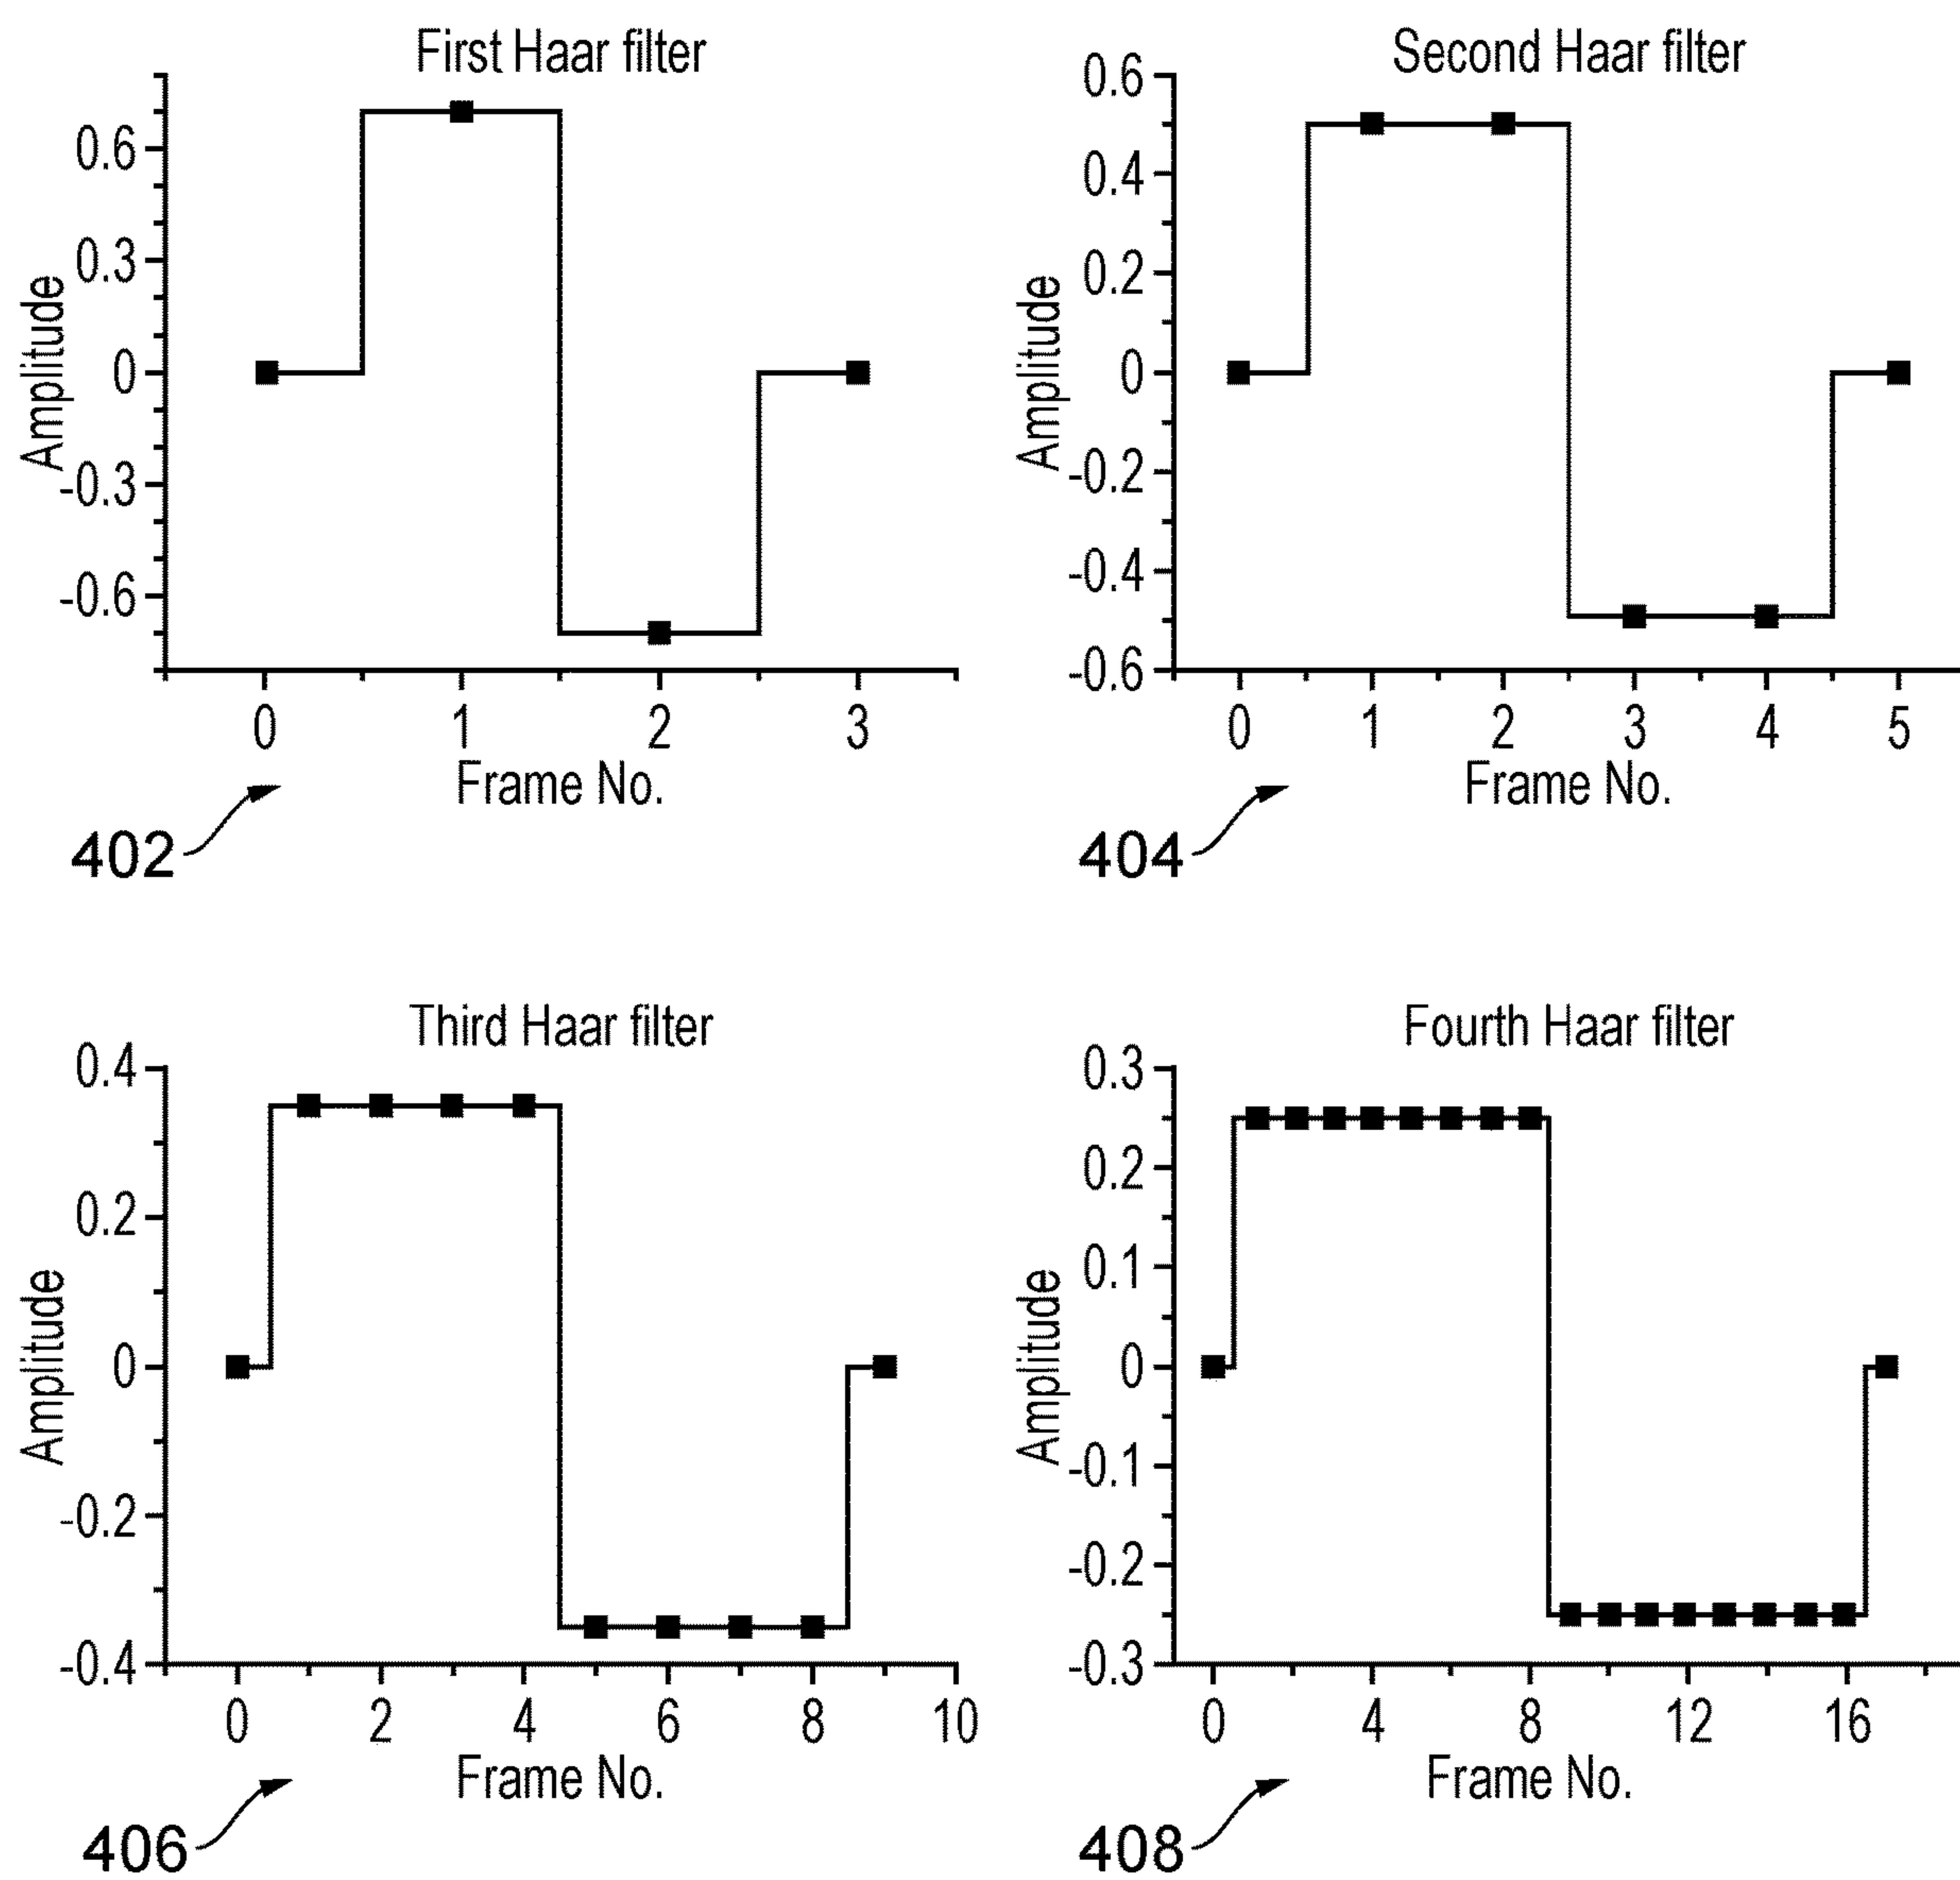 First Haar filter
0.6
0.3
0
-0.3
-0.6
Amplitude
0 1 2 3
Frame No.
402
Second Haar filter
0.6
0.4
0.2
0
-0.2
-0.4
-0.6
Amplitude
0 1 2 3 4 5
Frame No.
404
Third Haar filter
0.4
0.2
0
-0.2
-0.4
Amplitude
0 2 4 6 8 10
Frame No.
406
Fourth Haar filter
0.3
0.2
0.1
0
-0.1
-0.2
-0.3
Amplitude
0 4 8 12 16
Frame No.
408